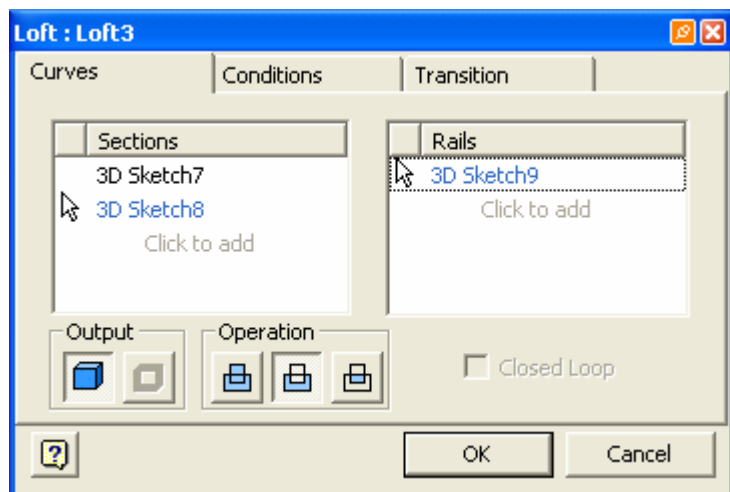 Loft : Loft3
Curves
Conditions
Transition
Sections
3D Sketch7
3D Sketch8
Click to add
Rails
3D Sketch9
Click to add
Output
Operation
Closed Loop
?
OK
Cancel